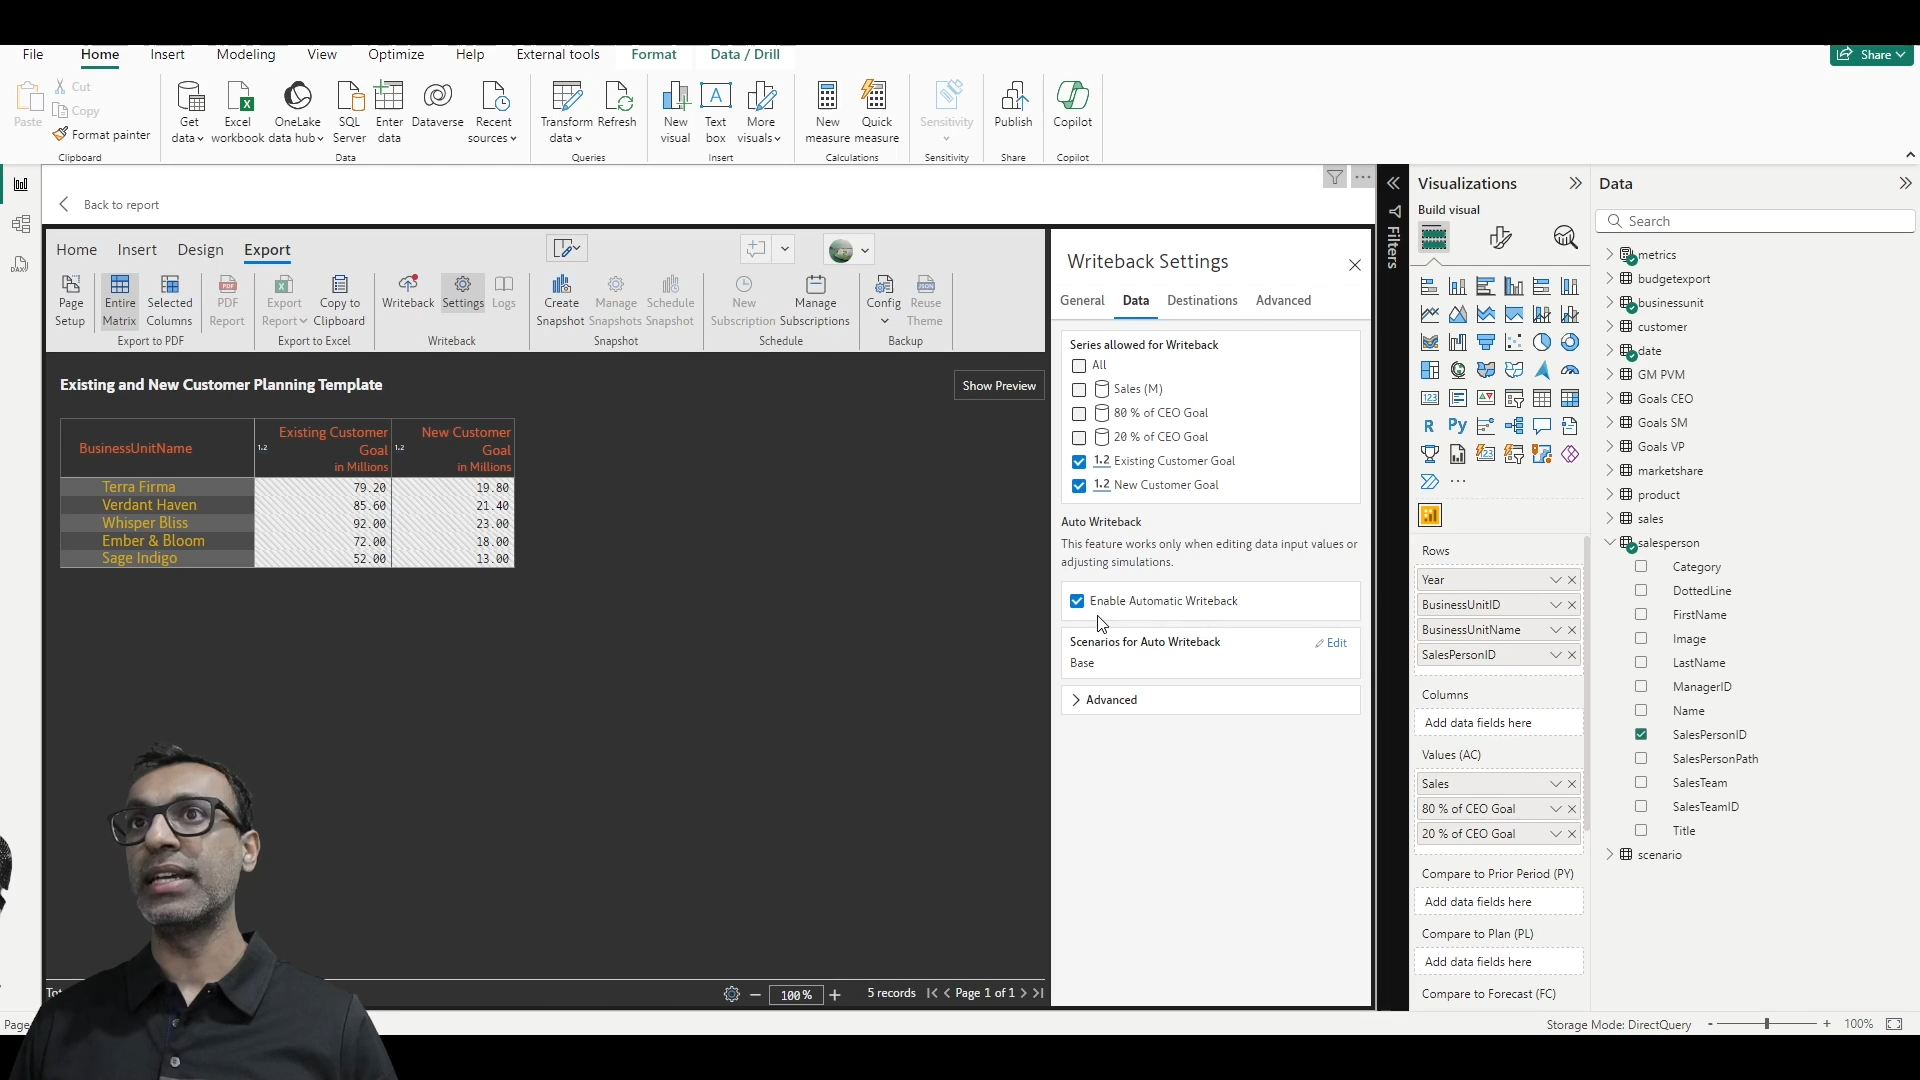 File Home Insert Modeling View Optimize Help External tools Format Data / Drill Share
Paste
Cut
Copy
Format painter
Clipboard
Get data
Excel workbook
OneLake data hub
SQL Server
Enter data
Dataverse
Recent sources
Data
Transform data
Refresh
Queries
New visual
Text box
More visuals
Insert
New measure
Quick measure
Calculations
Sensitivity
Sensitivity
Publish
Share
Copilot
Copilot
Back to report
Home Insert Design Export
Page Setup
Entire Matrix
Selected Columns
PDF Report
Export to PDF
Export Report
Copy to Clipboard
Export to Excel
Writeback
Settings
Logs
Writeback
Create Snapshot
Manage Snapshots
Schedule Snapshot
Snapshot
New Subscription
Manage Subscriptions
Schedule
Config
Reuse Theme
Backup
Existing and New Customer Planning Template
Show Preview
BusinessUnitName
1.2 Existing Customer Goal
in Millions
1.2 New Customer Goal
in Millions
Terra Firma 79.20 19.80
Verdant Haven 85.60 21.40
Whisper Bliss 92.00 23.00
Ember & Bloom 72.00 18.00
Sage Indigo 52.00 13.00
100 %
5 records
Page 1 of 1
Page
Writeback Settings
General Data Destinations Advanced
Series allowed for Writeback
All
Sales (M)
80 % of CEO Goal
20 % of CEO Goal
1.2 Existing Customer Goal
1.2 New Customer Goal
Auto Writeback
This feature works only when editing data input values or
adjusting simulations.
Enable Automatic Writeback
Scenarios for Auto Writeback Edit
Base
Advanced
Filters
Visualizations
Build visual
Rows
Year
BusinessUnitID
BusinessUnitName
SalesPersonID
Columns
Add data fields here
Values (AC)
Sales
80 % of CEO Goal
20 % of CEO Goal
Compare to Prior Period (PY)
Add data fields here
Compare to Plan (PL)
Add data fields here
Compare to Forecast (FC)
Data
Search
metrics
budgetexport
businessunit
customer
date
GM PVM
Goals CEO
Goals SM
Goals VP
marketshare
product
sales
salesperson
Category
DottedLine
FirstName
Image
LastName
ManagerID
Name
SalesPersonID
SalesPersonPath
SalesTeam
SalesTeamID
Title
scenario
Storage Mode: DirectQuery
100%